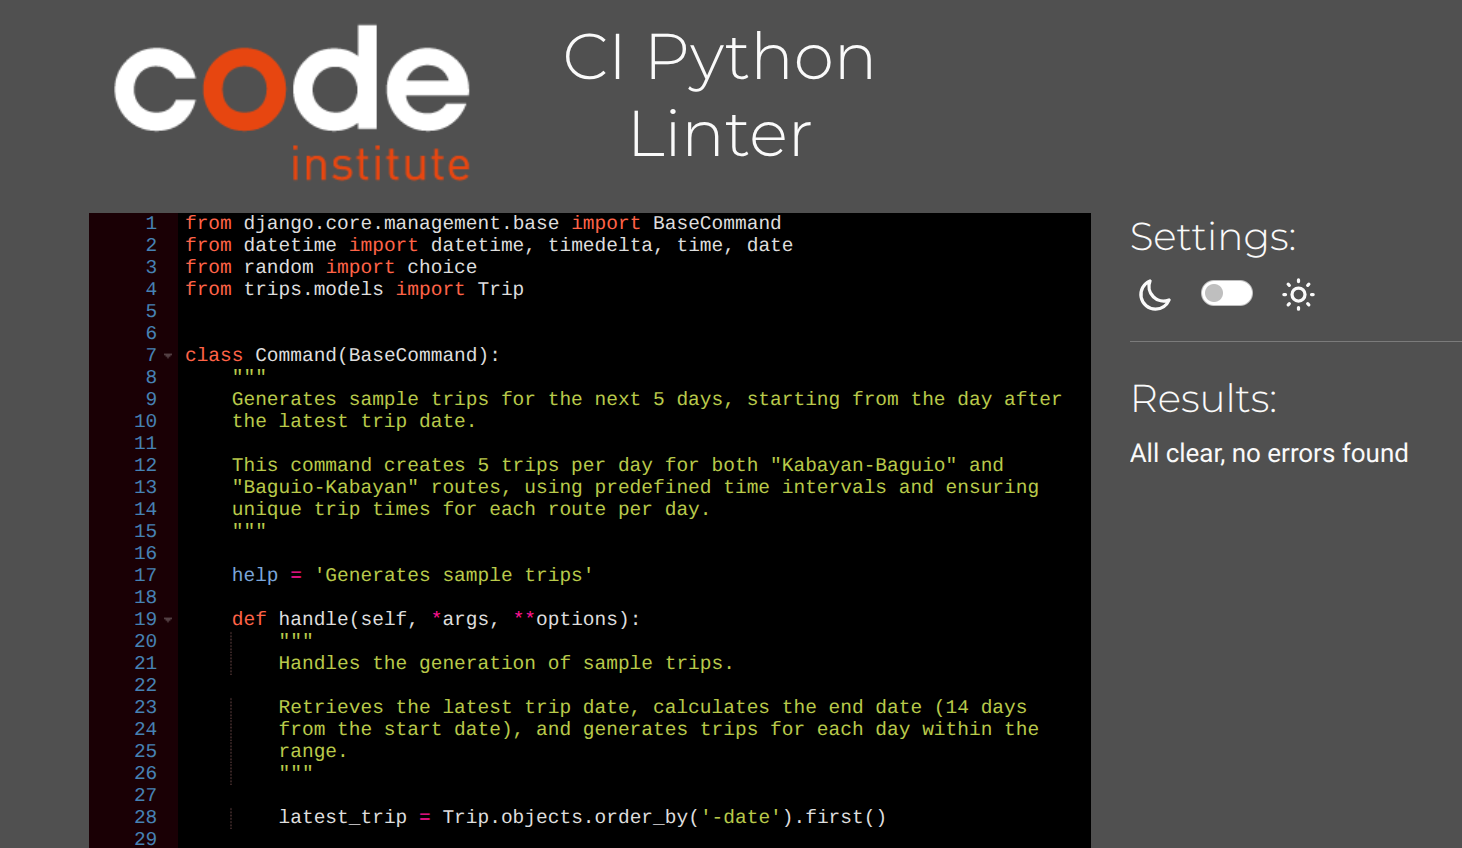 code
institute
CI Python
Linter
1 from django.core.management.base import BaseCommand
2 from datetime import datetime, timedelta, time, date
3 from random import choice
4 from trips.models import Trip
5
6
7 class Command(BaseCommand):
8 """
9 Generates sample trips for the next 5 days, starting from the day after
10 the latest trip date.
11
12 This command creates 5 trips per day for both "Kabayan-Baguio" and
13 "Baguio-Kabayan" routes, using predefined time intervals and ensuring
14 unique trip times for each route per day.
15 """
16
17 help = 'Generates sample trips'
18
19 def handle(self, *args, **options):
20 """
21 Handles the generation of sample trips.
22
23 Retrieves the latest trip date, calculates the end date (14 days
24 from the start date), and generates trips for each day within the
25 range.
26 """
27
28 latest_trip = Trip.objects.order_by('-date').first()
29
Settings:
Results:
All clear, no errors found